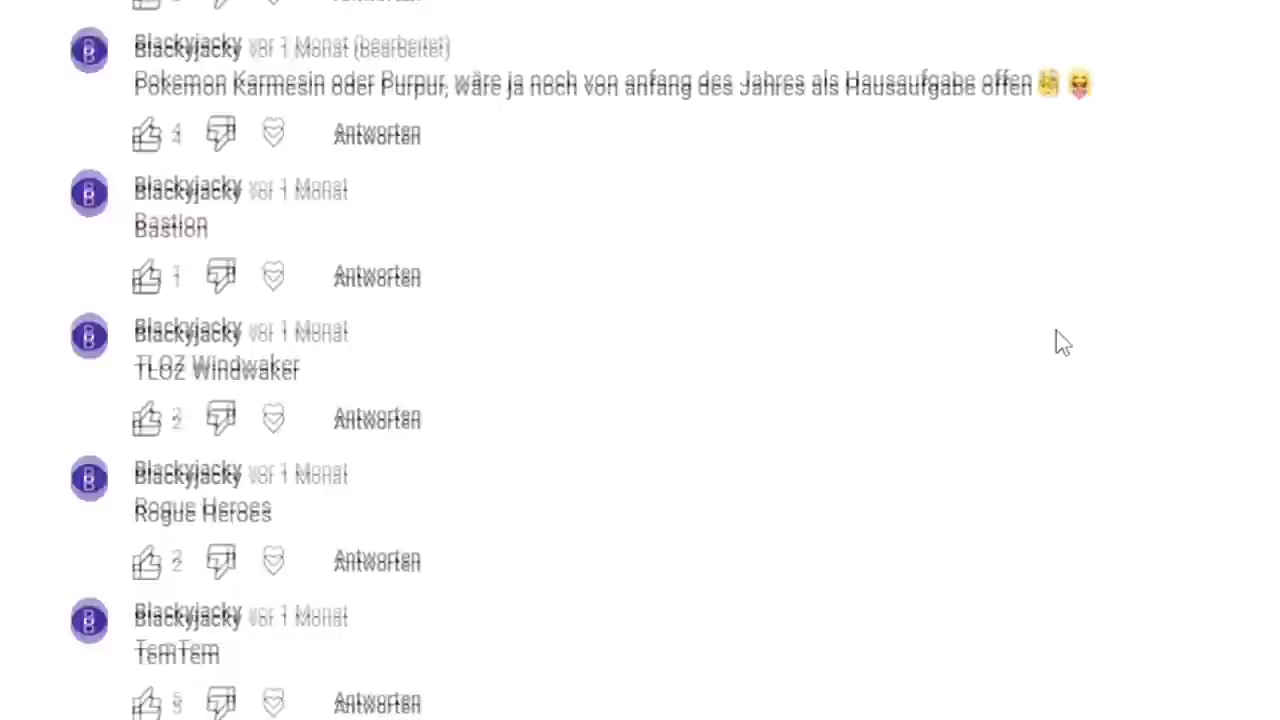 Antworten
B Blackyjacky vor 1 Monat (bearbeitet)
Pokemon Karmesin oder Purpur, wäre ja noch von anfang des Jahres als Hausaufgabe offen
4 Antworten
B Blackyjacky vor 1 Monat
Bastion
1 Antworten
B Blackyjacky vor 1 Monat
TLOZ Windwaker
2 Antworten
B Blackyjacky vor 1 Monat
Rogue Heroes
2 Antworten
B Blackyjacky vor 1 Monat
TemTem
5 Antworten